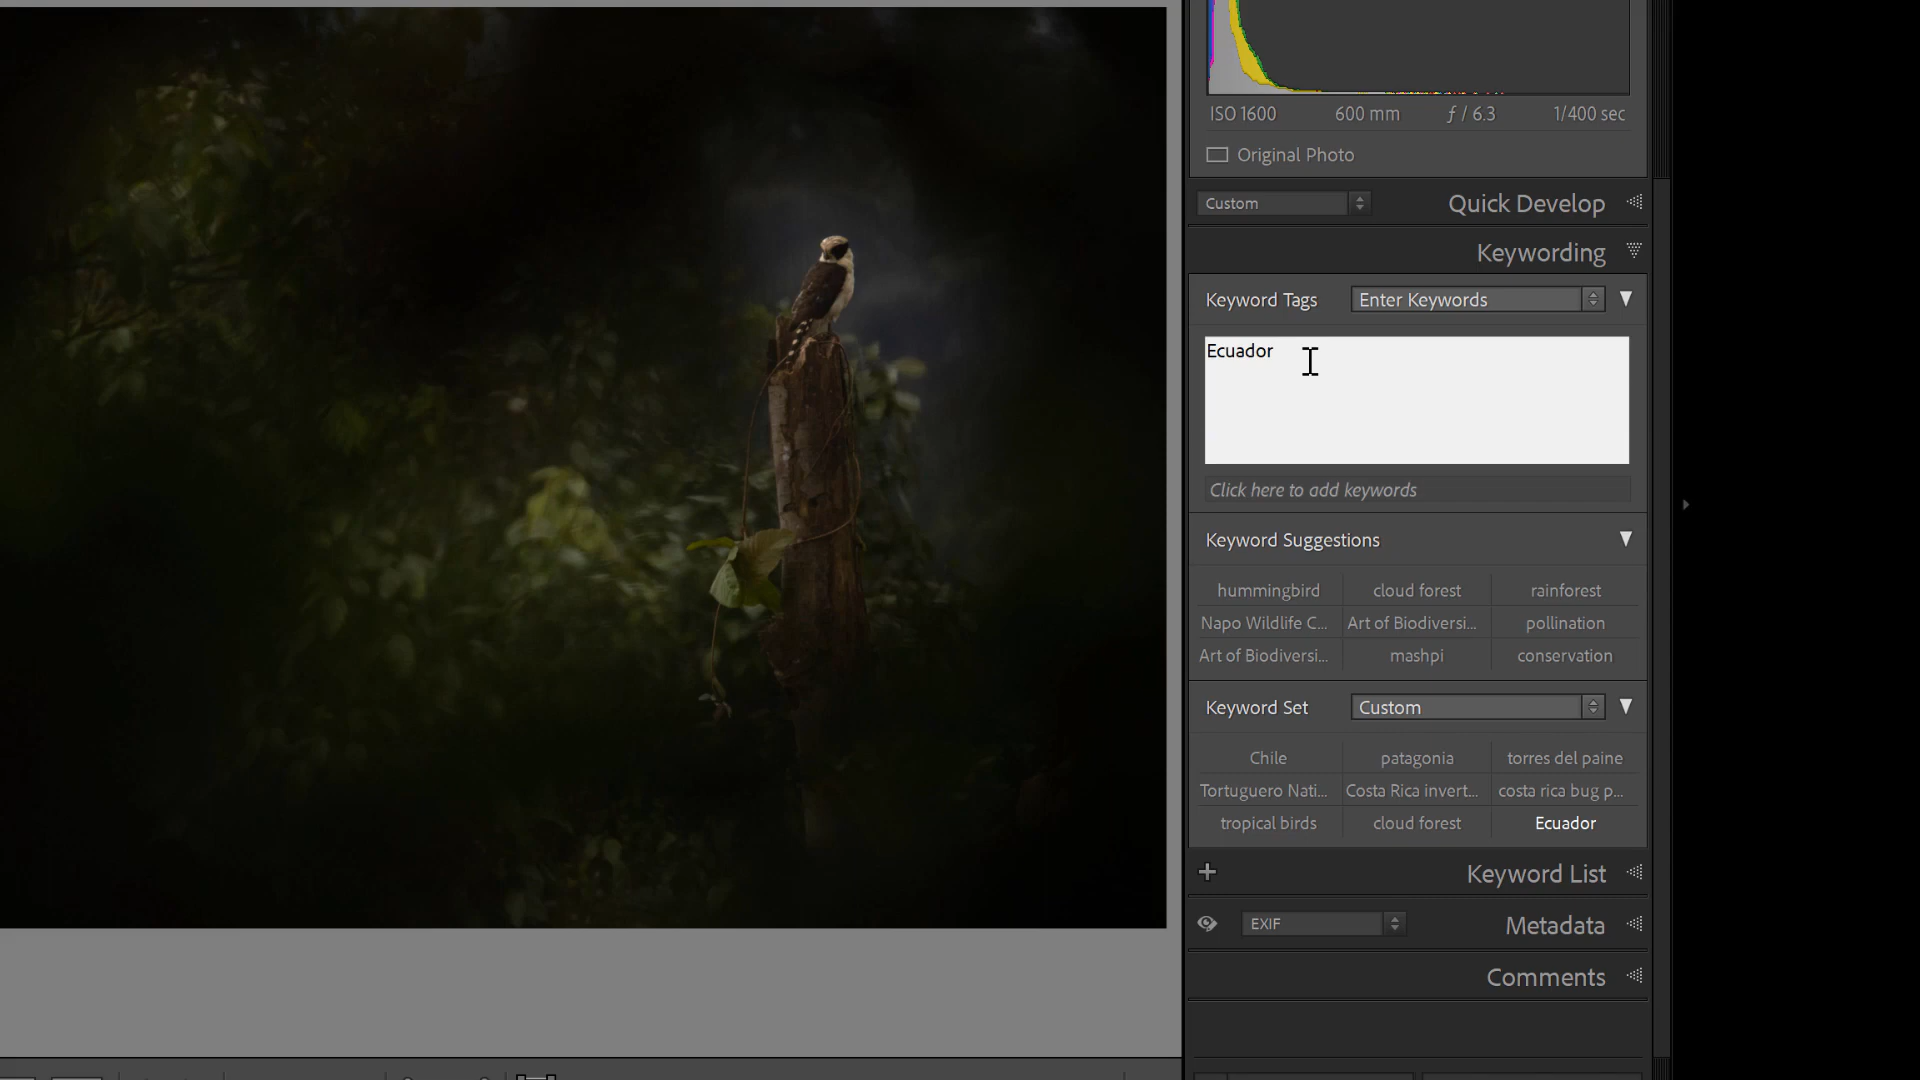 ISO 1600 600 mm ƒ / 6.3 1/400 sec
Original Photo
Custom Quick Develop
Keywording
Keyword Tags Enter Keywords
Ecuador
Click here to add keywords
Keyword Suggestions
hummingbird cloud forest rainforest
Napo Wildlife C... Art of Biodiversi... pollination
Art of Biodiversi... mashpi conservation
Keyword Set Custom
Chile patagonia torres del paine
Tortuguero Nati... Costa Rica invert... costa rica bug p...
tropical birds cloud forest Ecuador
Keyword List
EXIF Metadata
Comments